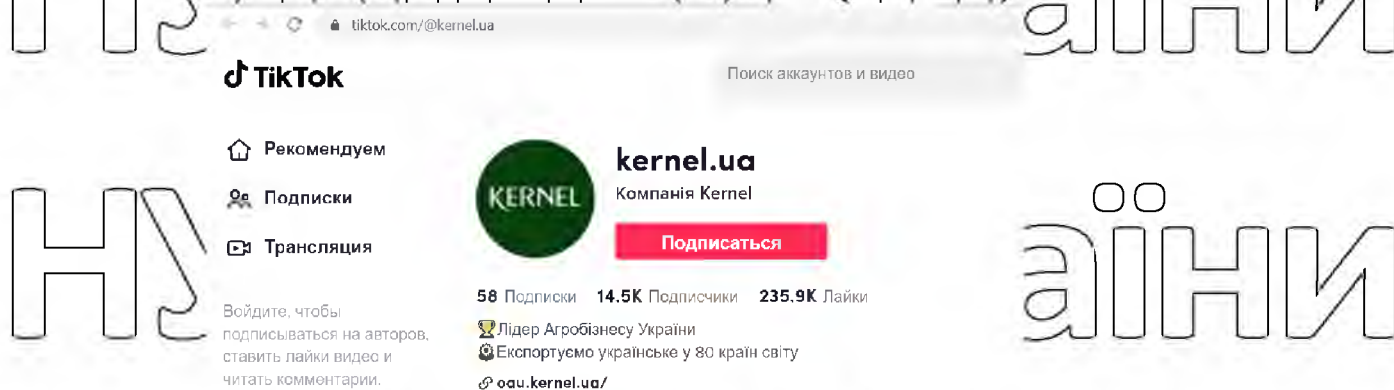 tiktok.com/@kernel.ua
TikTok
Поиск аккаунтов и видео
Рекомендуем
Подписки
Трансляция
Войдите, чтобы
подписываться на авторов,
ставить лайки видео и
читать комментарии.
KERNEL
kernel.ua
Компанія Kernel
Подписаться
58 Подписки 14.5K Подписчики 235.9K Лайки
🏆Лідер Агробізнесу України
Експортуємо українське у 80 країн світу
oau.kernel.ua/
ну
аїни